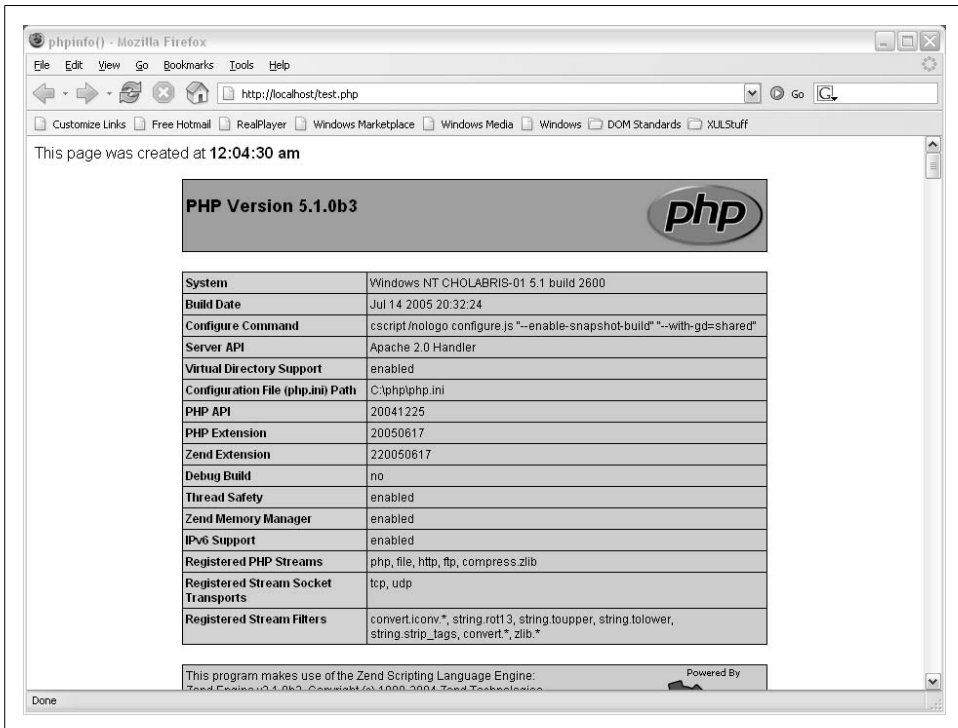 phpinfo() - Mozilla Firefox
File Edit View Go Bookmarks Tools Help
http://localhost/test.php Go G
Customize Links Free Hotmail RealPlayer Windows Marketplace Windows Media Windows DOM Standards XULStuff
This page was created at 12:04:30 am
PHP Version 5.1.0b3
php
System Windows NT CHOLABRIS-01 5.1 build 2600
Build Date Jul 14 2005 20:32:24
Configure Command cscript /nologo configure.js "--enable-snapshot-build" "--with-gd=shared"
Server API Apache 2.0 Handler
Virtual Directory Support enabled
Configuration File (php.ini) Path C:\php\php.ini
PHP API 20041225
PHP Extension 20050617
Zend Extension 220050617
Debug Build no
Thread Safety enabled
Zend Memory Manager enabled
IPv6 Support enabled
Registered PHP Streams php, file, http, ftp, compress.zlib
Registered Stream Socket
Transports tcp, udp
Registered Stream Filters convert.iconv.*, string.rot13, string.toupper, string.tolower,
string.strip_tags, convert.*, zlib.*
This program makes use of the Zend Scripting Language Engine:
Powered By
Done